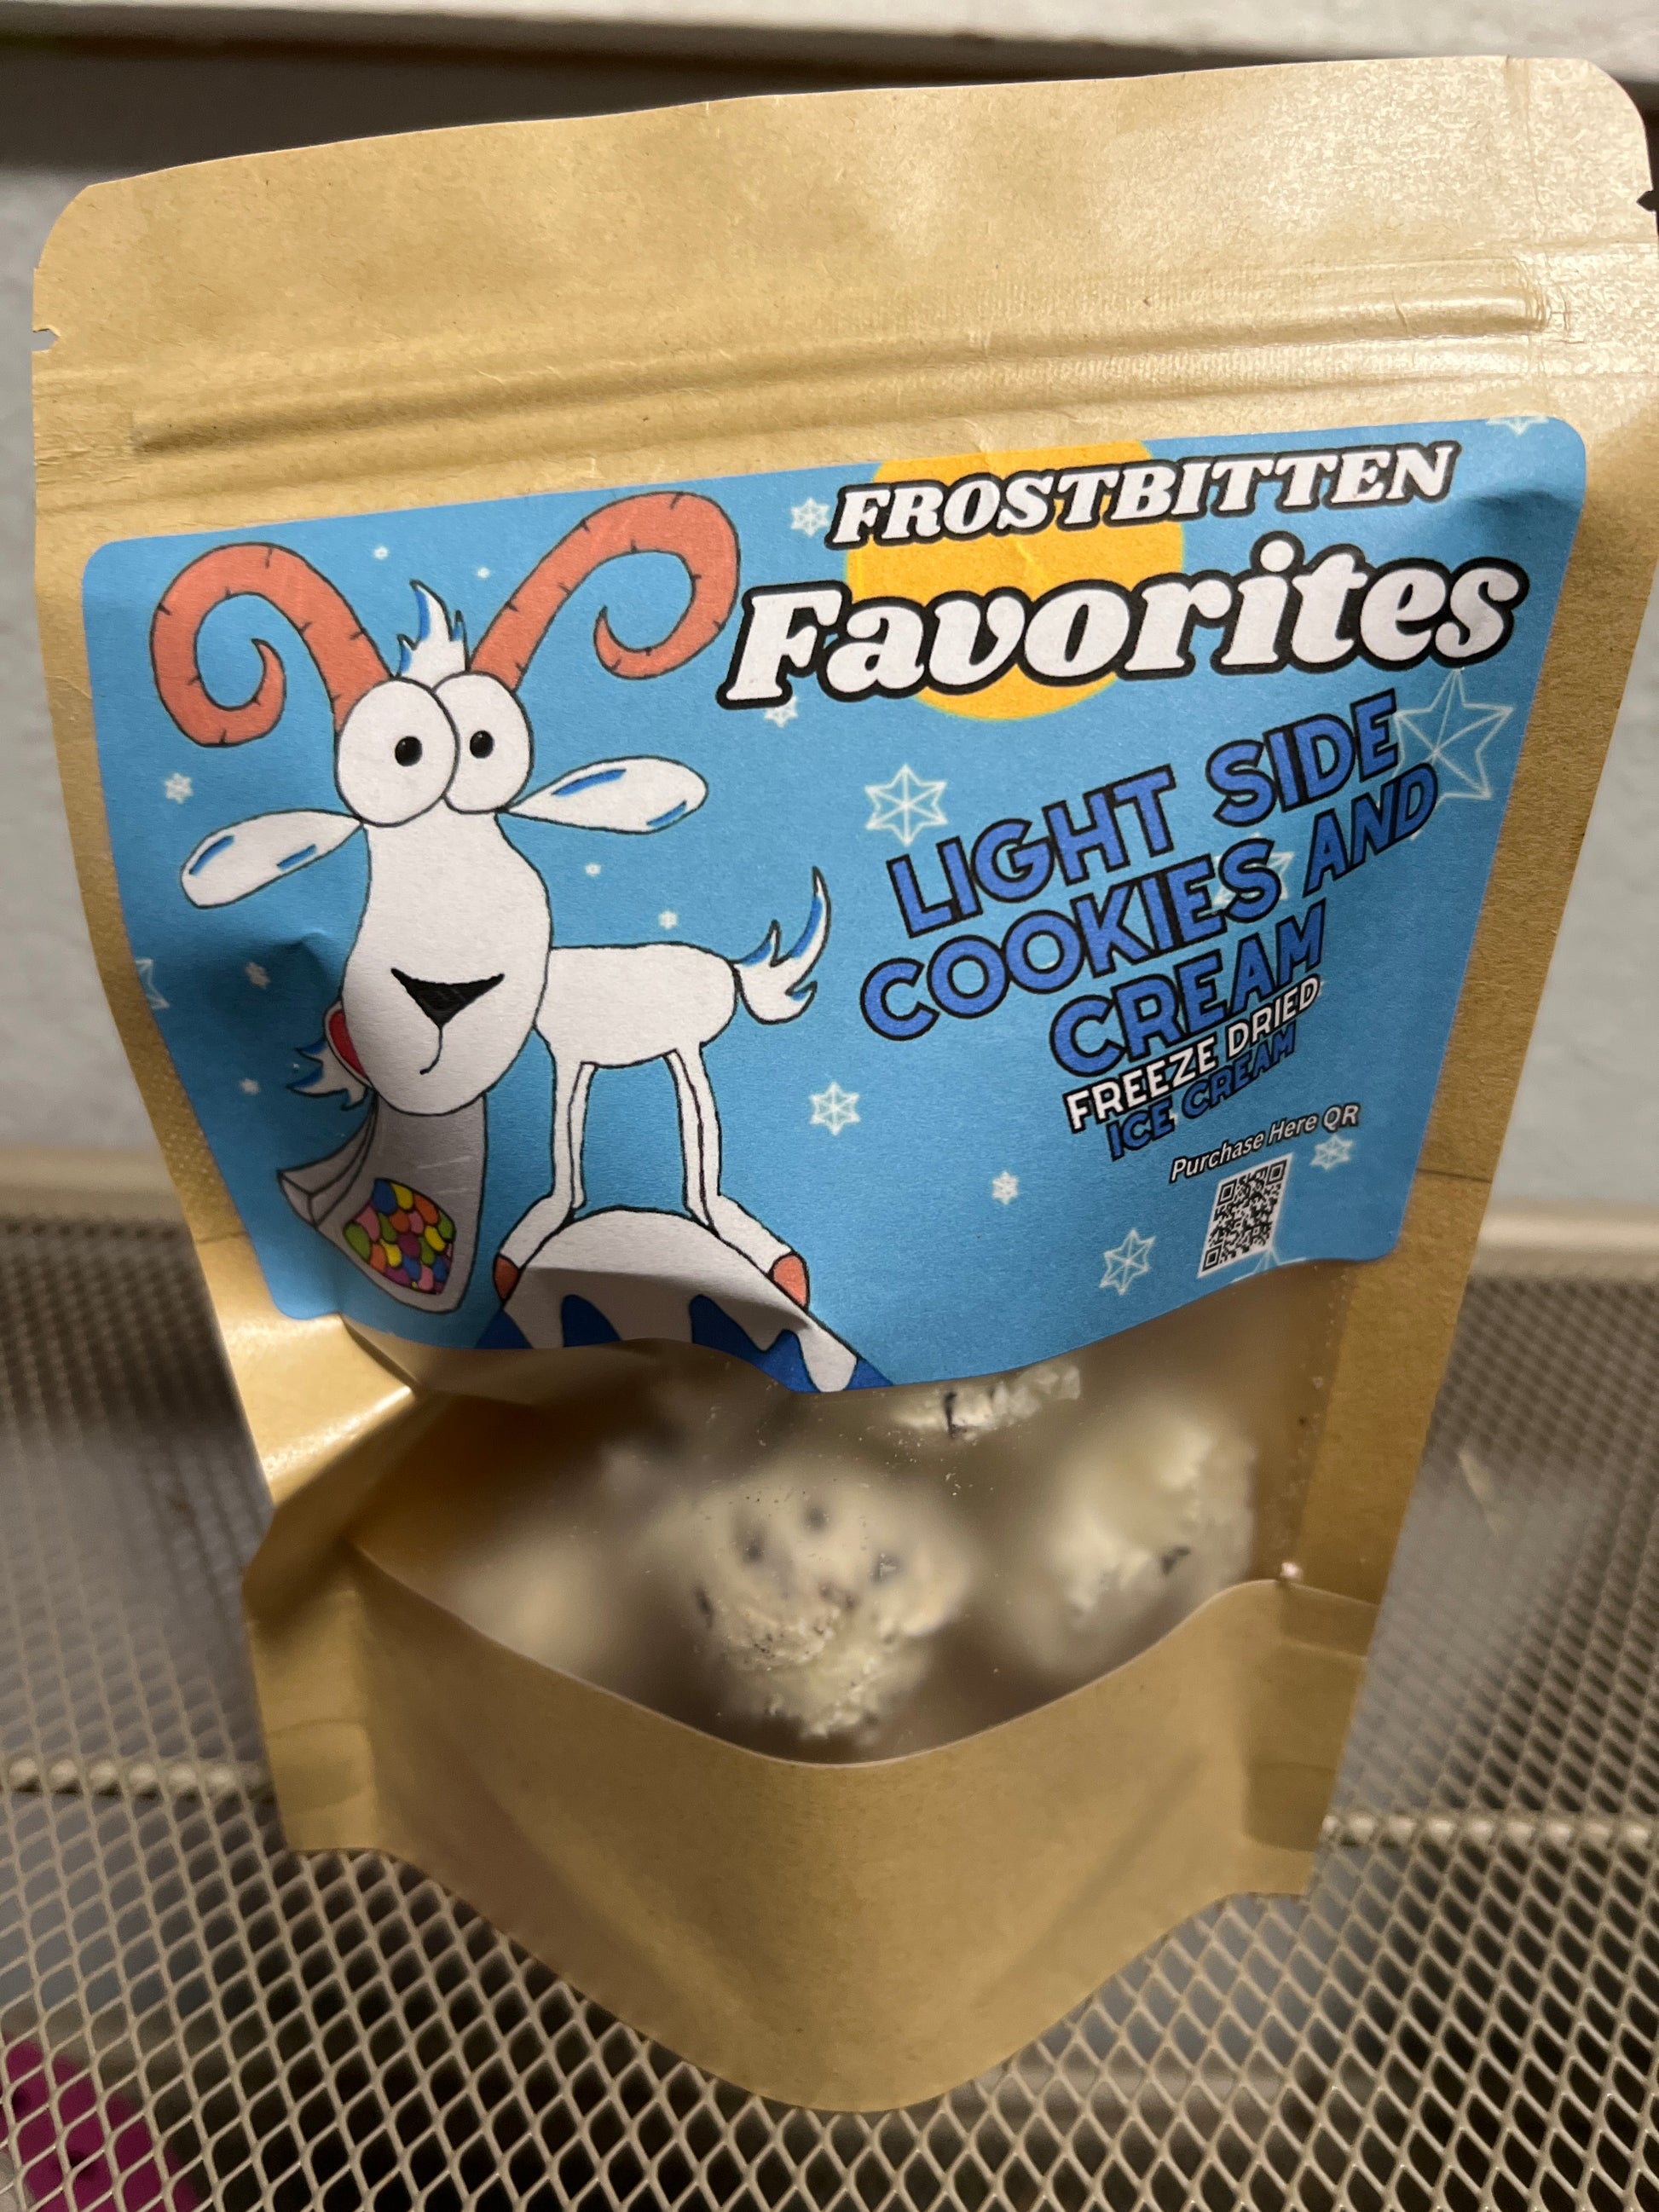 FROSTBITTEN
Favorites
LIGHT SIDE
COOKIES AND
CREAM
FREEZE DRIED
ICE CREAM
Purchase Here QR